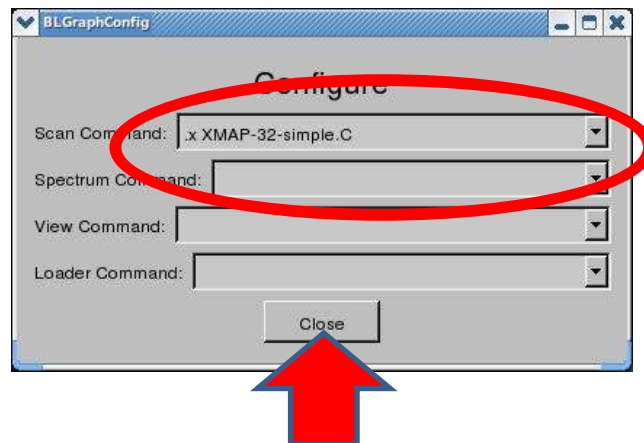 BLGraphConfig
Configure
Scan Command: .x XMAP-32-simple.C
Spectrum Command:
View Command:
Loader Command:
Close